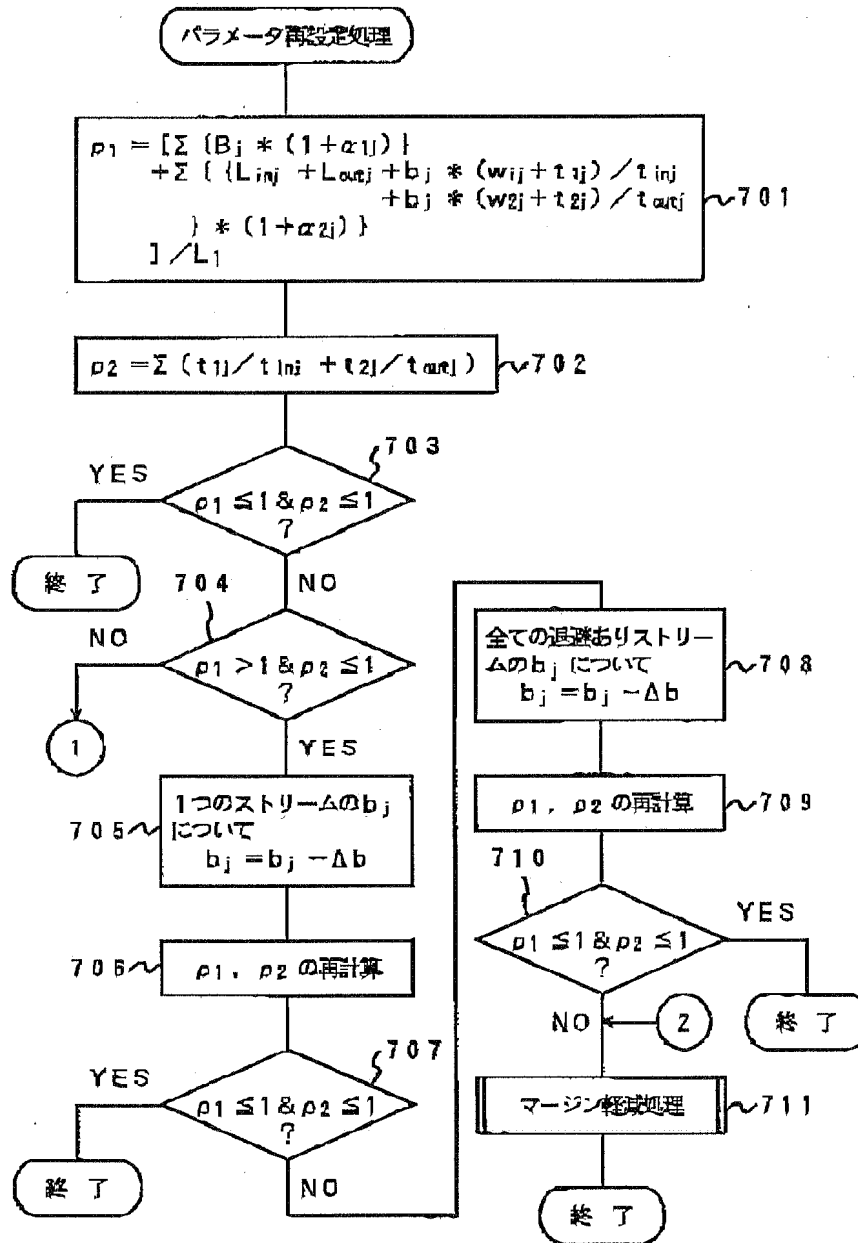 パラメータ再設定処理
ρ1 = [Σ {Bj * (1+α1j)}
+Σ { {Linj +Loutj +bj * (wij+t1j)/tinj
+bj * (w2j+t2j)/toutj
} * (1+α2j)}
]/L1
701
ρ2 =Σ (t1j/tinj +t2j/toutj)
702
703
YES
ρ1 ≦1&ρ2 ≦1
?
終 了
NO
704
NO
ρ1 >1&ρ2 ≦1
?
1
YES
705
1つのストリームのbj
について
bj =bj −Δb
706
ρ1, ρ2 の再計算
707
YES
ρ1 ≦1&ρ2 ≦1
?
終 了
NO
全ての退避ありストリー
ムのbj について
bj =bj −Δb
708
ρ1, ρ2 の再計算
709
710
YES
ρ1 ≦1&ρ2 ≦1
?
終 了
NO
2
マージン軽減処理
711
終 了